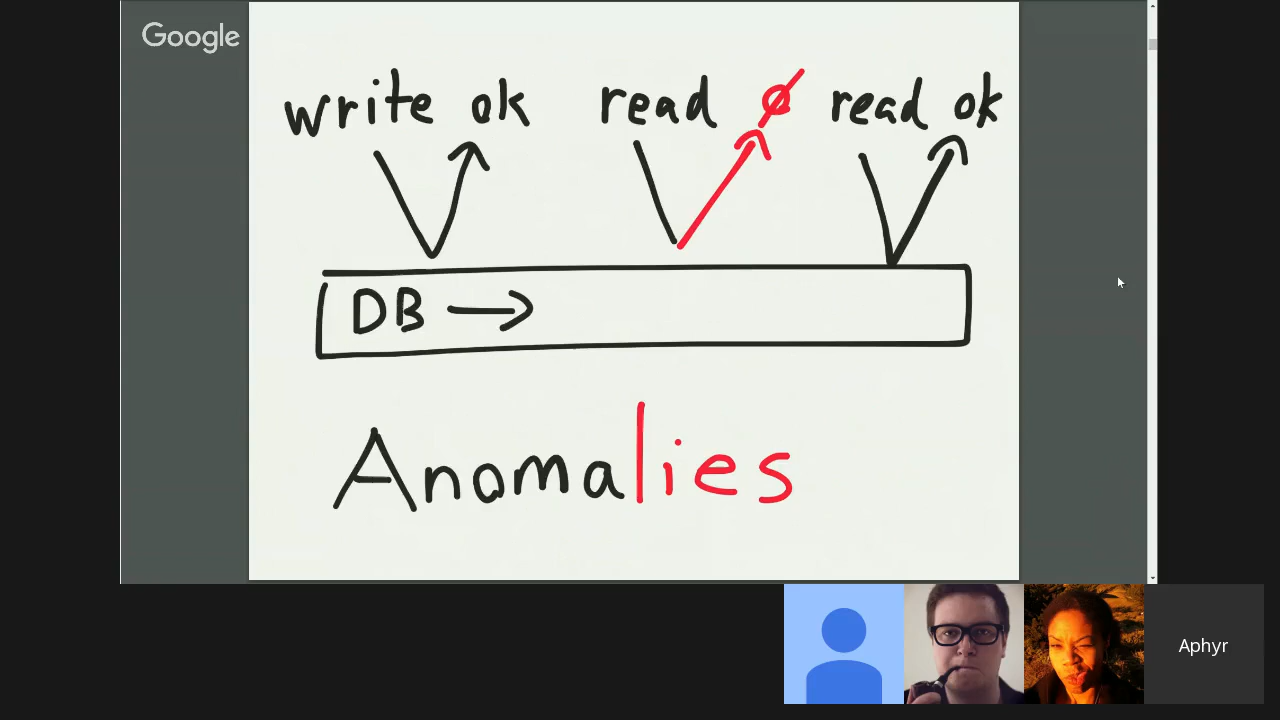 Google
write ok read ø read ok
DB →
Anomalies
Aphyr